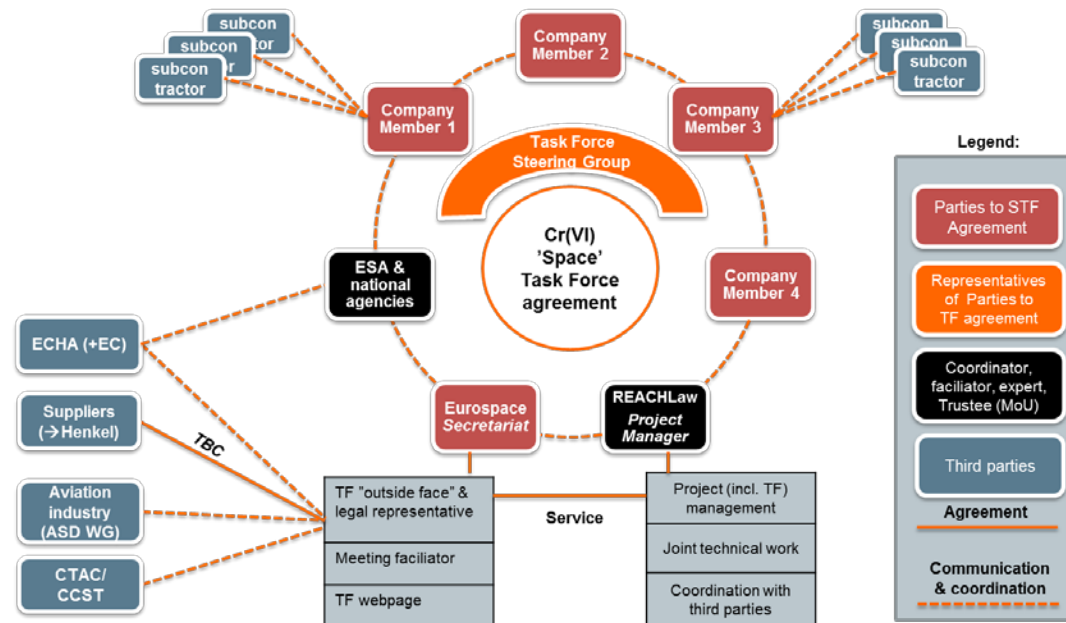 subcon
tractor
subcon
tractor
subcon
tractor
Company
Member 2
subcon
subcon
subcon
tractor
Company
Member 1
Company
Member 3
Task Force
Steering Group
Cr(VI)
’Space’
Task Force
agreement
ESA &
national
agencies
Company
Member 4
ECHA (+EC)
Suppliers
(→Henkel)
TBC
Aviation
industry
(ASD WG)
CTAC/
CCST
Eurospace
Secretariat
REACHLaw
Project
Manager
TF "outside face" &
legal representative
Meeting faciliator
TF webpage
Service
Project (incl. TF)
management
Joint technical work
Coordination with
third parties
Legend:
Parties to STF
Agreement
Representatives
of Parties to
TF agreement
Coordinator,
faciliator, expert,
Trustee (MoU)
Third parties
Agreement
Communication
& coordination